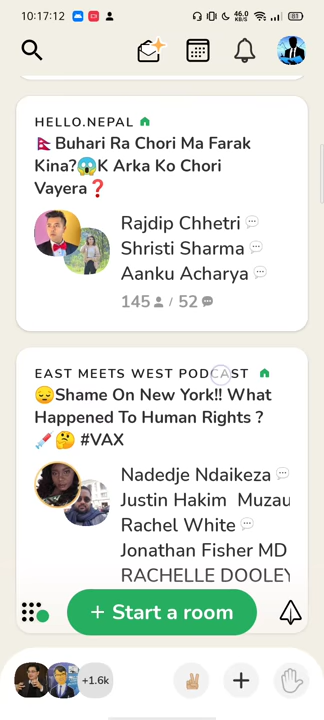 10:17:12
46.0
KB/S
81
HELLO.NEPAL
🇳🇵Buhari Ra Chori Ma Farak
Kina?😱K Arka Ko Chori
Vayera❓
Rajdip Chhetri
Shristi Sharma
Aanku Acharya
145 / 52
EAST MEETS WEST PODCAST
😔Shame On New York!! What
Happened To Human Rights ?
💉🤔 #VAX
Nadedje Ndaikeza
Justin Hakim Muzau
Rachel White
Jonathan Fisher MD
RACHELLE DOOLEY
+ Start a room
+1.6k